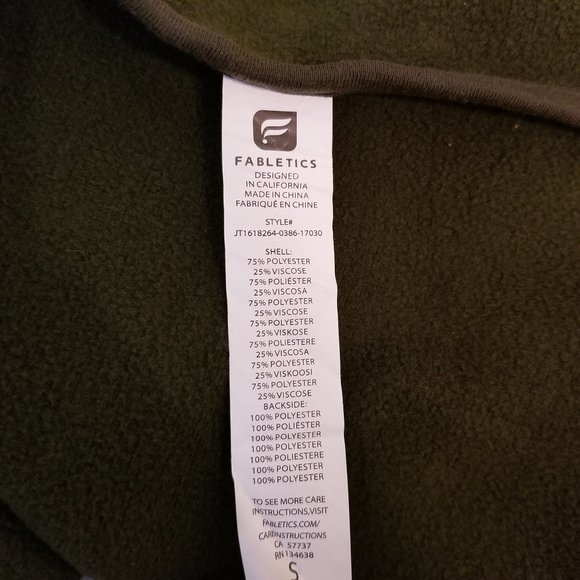 FABLETICS
DESIGNED
IN CALIFORNIA
MADE IN CHINA
FABRIQUÉ EN CHINE
STYLE#
JT1618264-0386-17030
SHELL:
75% POLYESTER
25% VISCOSE
75% POLIÉSTER
25% VISCOSA
75% POLYESTER
25% VISCOSE
75% POLYESTER
25% VISKOSE
75% POLIESTERE
25% VISCOSA
75% POLYESTER
25% VISKOOSI
75% POLYESTER
25% VISCOSE
BACKSIDE:
100% POLYESTER
100% POLIÉSTER
100% POLYESTER
100% POLYESTER
100% POLIESTERE
100% POLYESTER
100% POLYESTER
TO SEE MORE CARE
INSTRUCTIONS,VISIT
FABLETICS.COM/
CAREINSTRUCTIONS
CA 57737
RN 134638
S